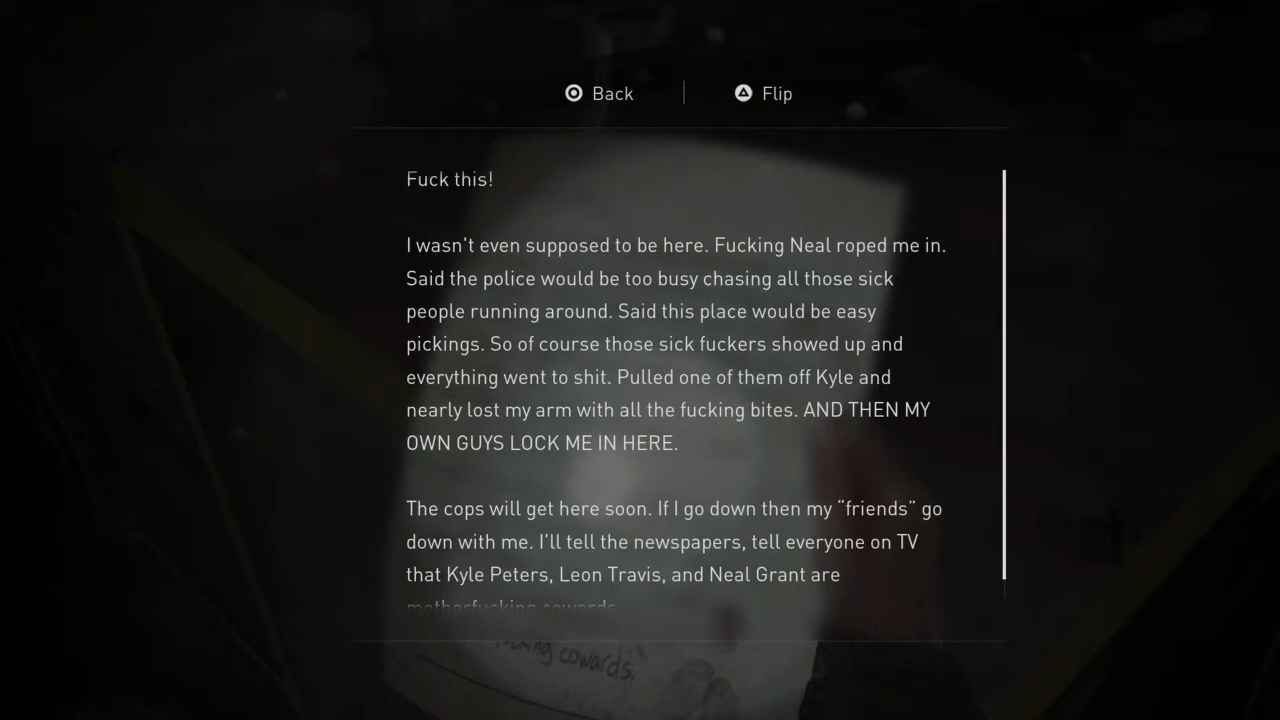 Back
Flip
Fuck this!
I wasn't even supposed to be here. Fucking Neal roped me in.
Said the police would be too busy chasing all those sick
people running around. Said this place would be easy
pickings. So of course those sick fuckers showed up and
everything went to shit. Pulled one of them off Kyle and
nearly lost my arm with all the fucking bites. AND THEN MY
OWN GUYS LOCK ME IN HERE.
The cops will get here soon. If I go down then my “friends” go
down with me. I'll tell the newspapers, tell everyone on TV
that Kyle Peters, Leon Travis, and Neal Grant are
motherfucking cowards.
fucking cowards.